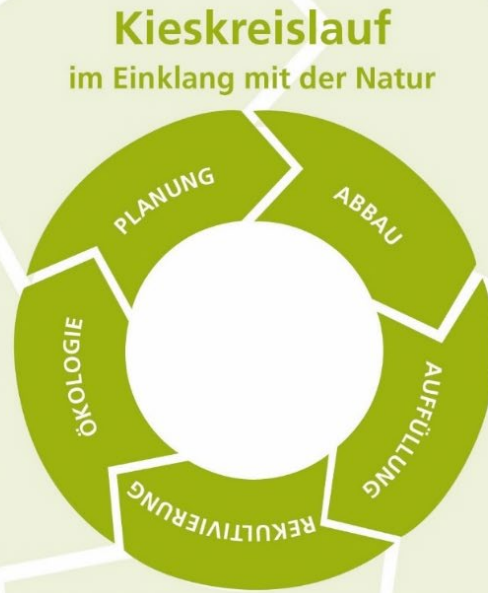 Kieskreislauf
im Einklang mit der Natur
PLANUNG
ABBAU
AUFFÜLLUNG
REKULTIVIERUNG
ÖKOLOGIE